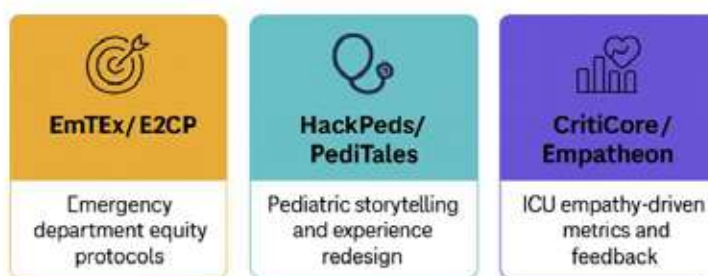 EmTEx/E2CP
Emergency
department equity
protocols
HackPeds/
PediTales
Pediatric storytelling
and experience
redesign
CritiCore/
Empatheon
ICU empathy-driven
metrics and
feedback